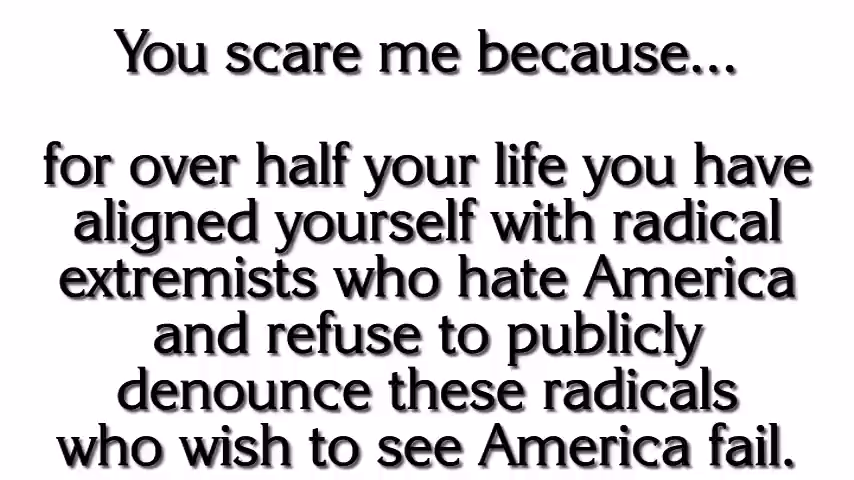 You scare me because...
for over half your life you have
aligned yourself with radical
extremists who hate America
and refuse to publicly
denounce these radicals
who wish to see America fail.